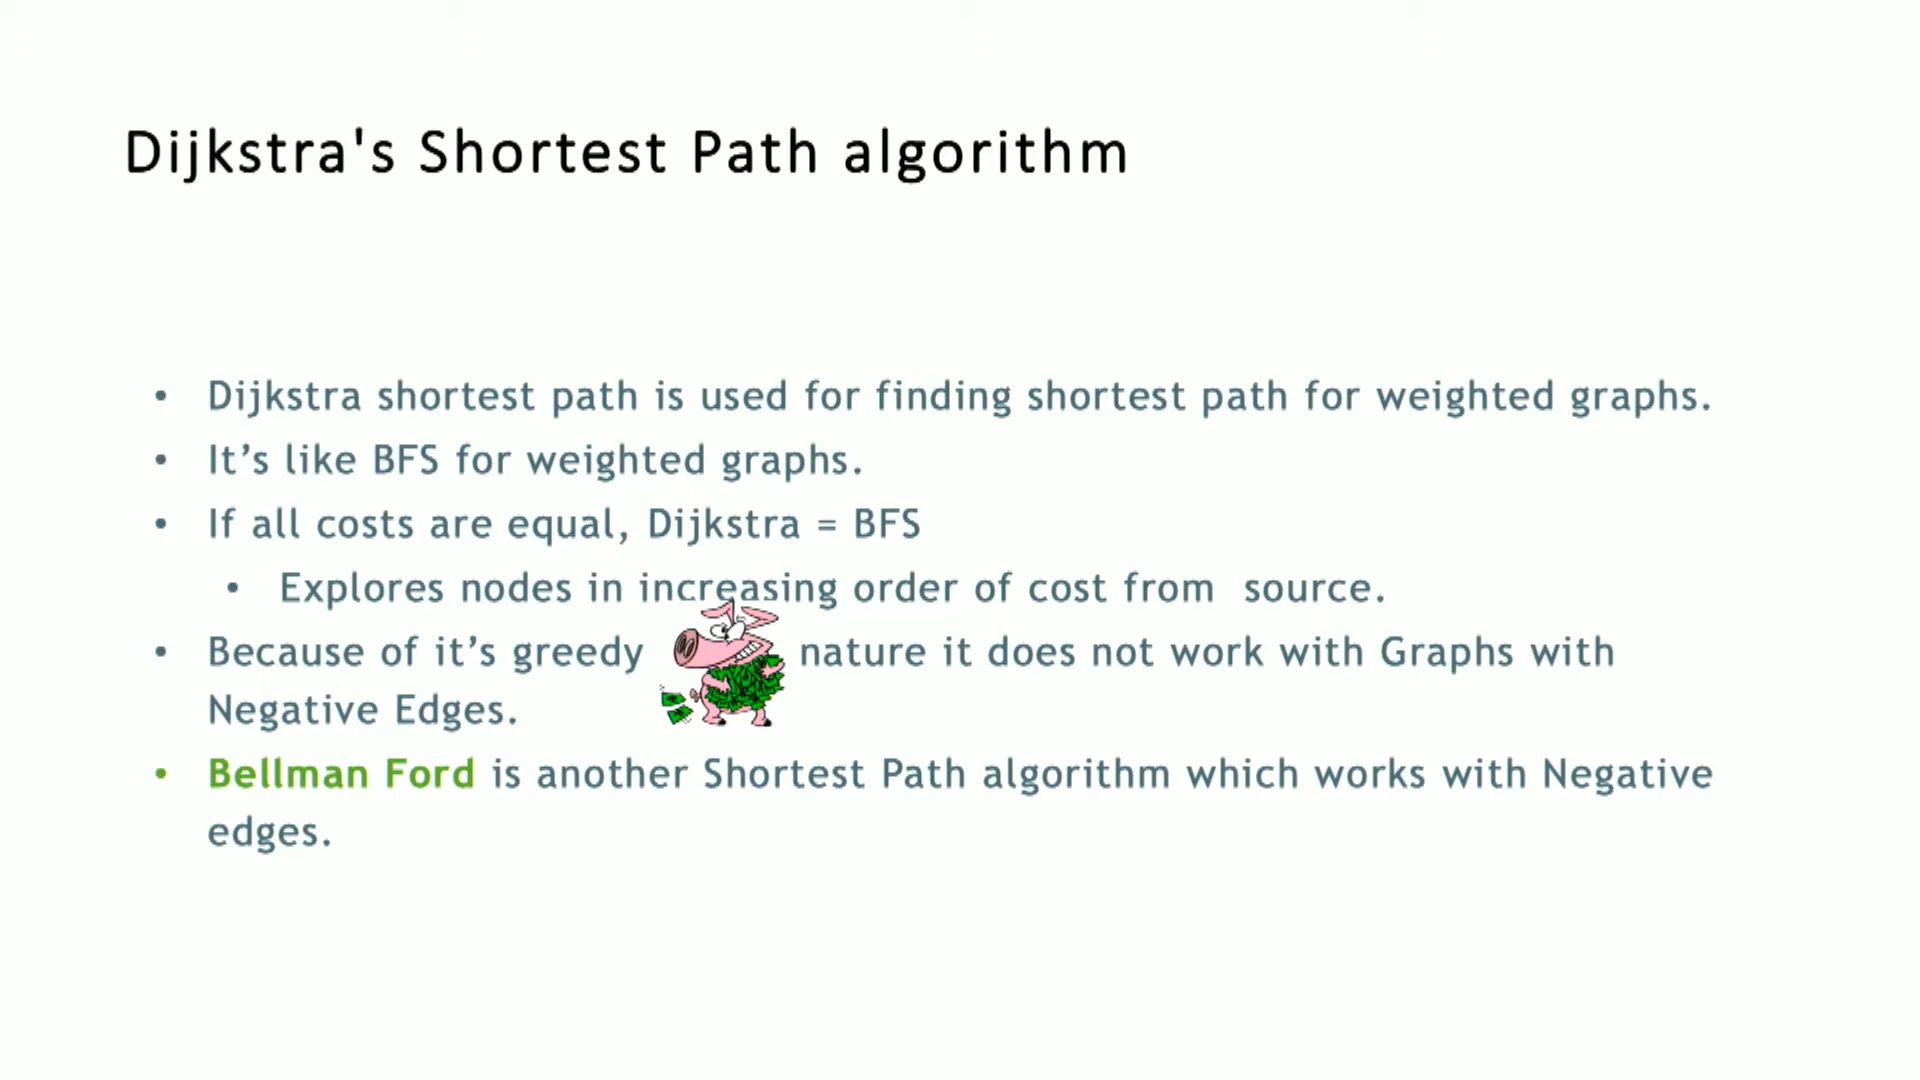 Dijkstra's Shortest Path algorithm
• Dijkstra shortest path is used for finding shortest path for weighted graphs.
• It’s like BFS for weighted graphs.
• If all costs are equal, Dijkstra = BFS
• Explores nodes in increasing order of cost from source.
• Because of it’s greedy nature it does not work with Graphs with
Negative Edges.
• Bellman Ford is another Shortest Path algorithm which works with Negative
edges.